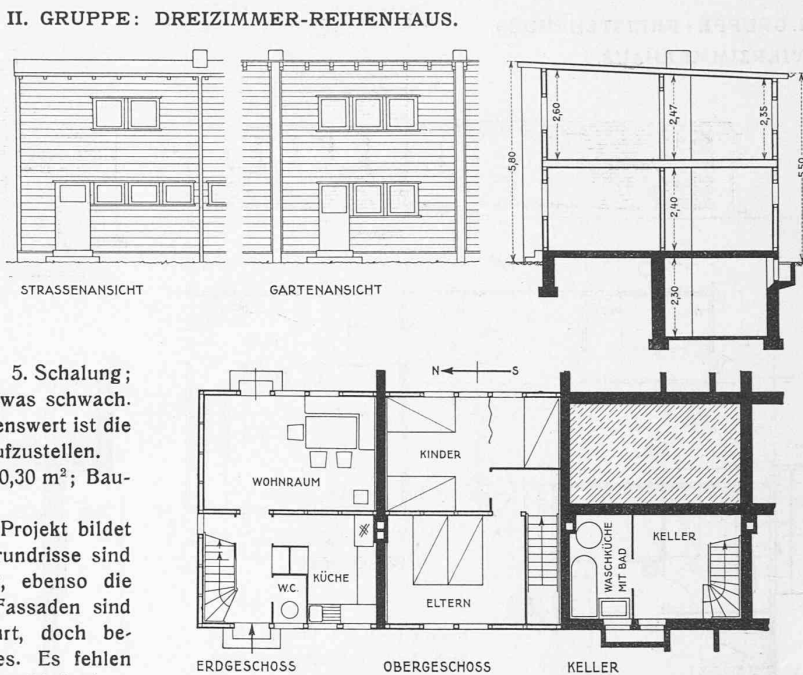 II. GRUPPE: DREIZIMMER-REIHENHAUS.
5,80
2,60
2,47
2,35
5,50
2,40
2,30
STRASSENANSICHT
GARTENANSICHT
5. Schalung;
was schwach.
enswert ist die
ufzustellen.
0,30 m²; Bau-
Projekt bildet
rundrisse sind
, ebenso die
Fassaden sind
urt, doch be-
es. Es fehlen
N S
WOHNRAUM
KINDER
W.C.
KÜCHE
ELTERN
WASCHKÜCHE
MIT BAD
KELLER
ERDGESCHOSS
OBERGESCHOSS
KELLER